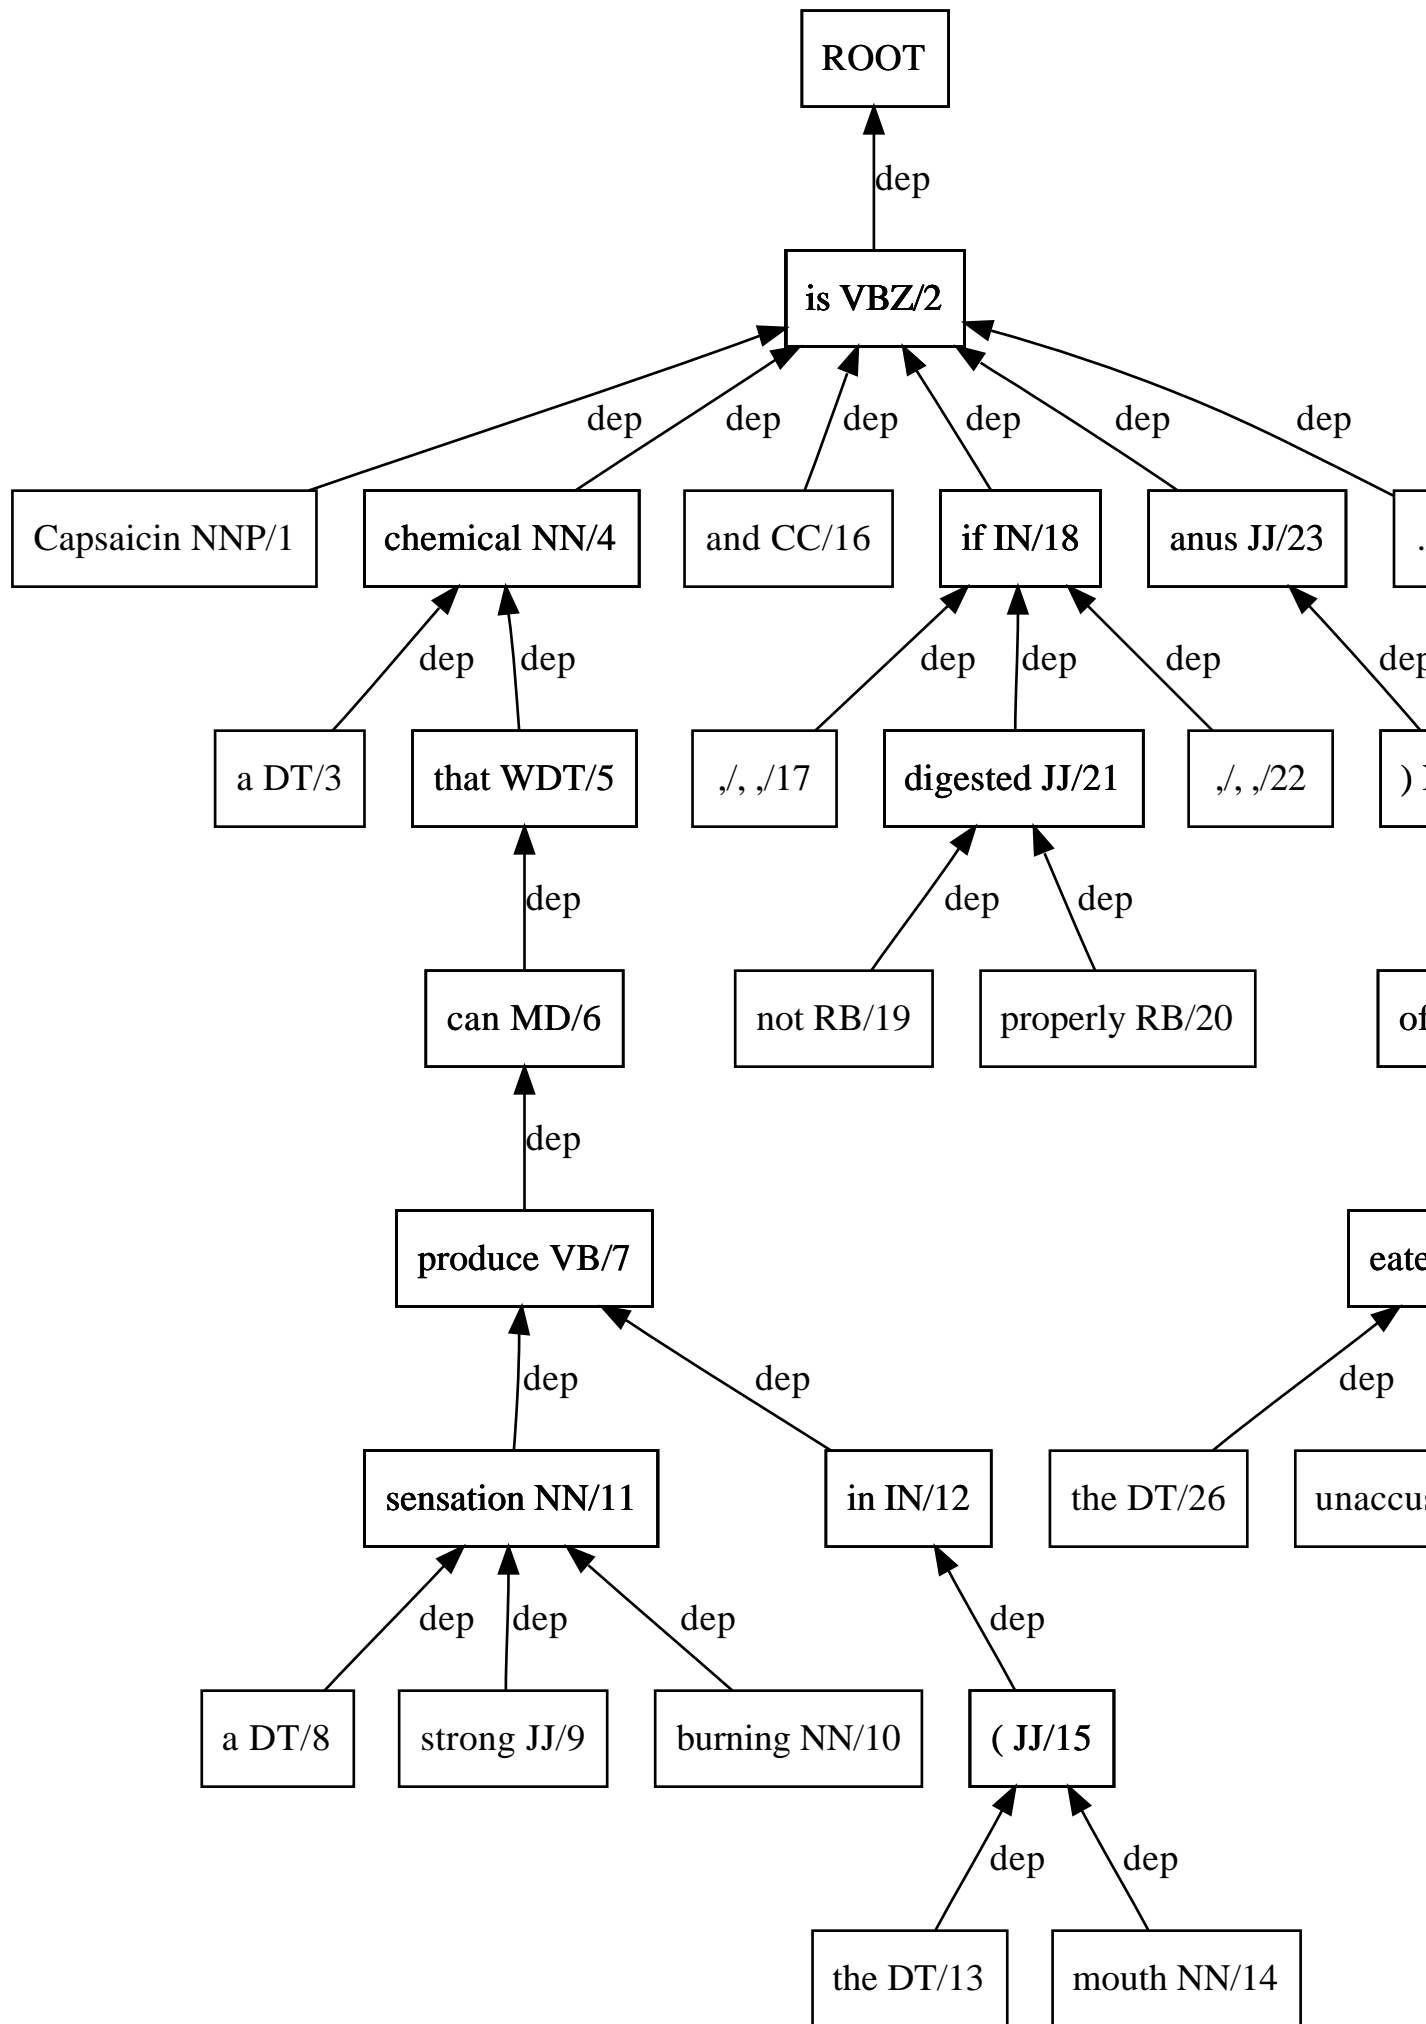 ROOT
dep
is VBZ/2
dep dep dep dep dep dep
Capsaicin NNP/1 chemical NN/4 and CC/16 if IN/18 anus JJ/23 .
dep dep dep dep dep dep
a DT/3 that WDT/5 ,/, ,/17 digested JJ/21 ,/, ,/22 )
dep dep dep
can MD/6 not RB/19 properly RB/20 of
dep
produce VB/7 eate
dep dep dep
sensation NN/11 in IN/12 the DT/26 unaccus
dep dep dep dep
a DT/8 strong JJ/9 burning NN/10 ( JJ/15
dep dep
the DT/13 mouth NN/14